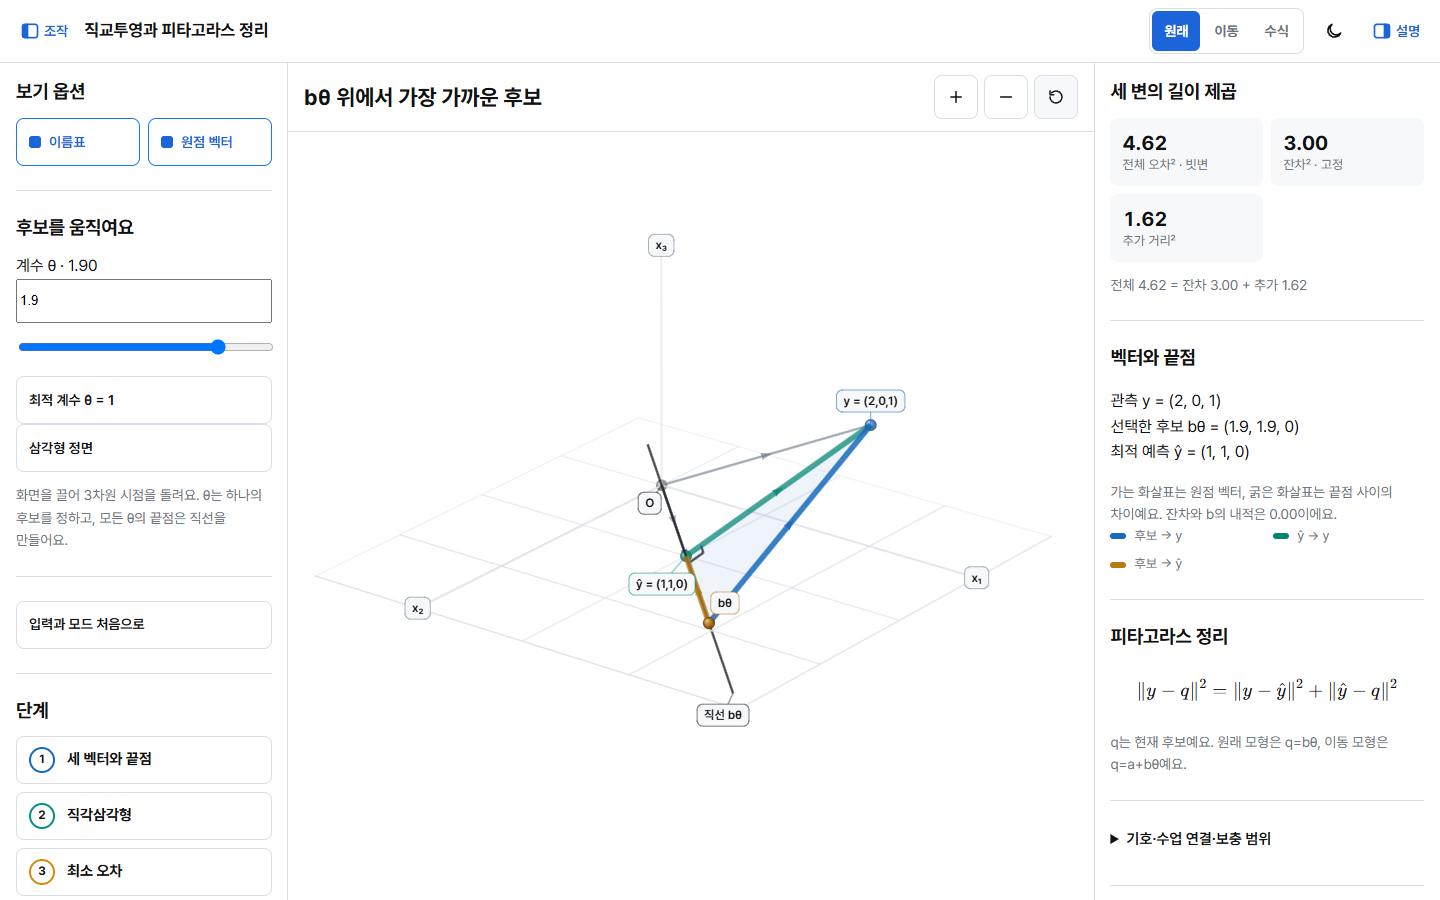 조작
직교투영과 피타고라스 정리
원래
이동
수식
설명
보기 옵션
이름표
원점 벡터
후보를 움직여요
계수 θ · 1.90
1.9
최적 계수 θ = 1
삼각형 정면
화면을 끌어 3차원 시점을 돌려요. θ는 하나의
후보를 정하고, 모든 θ의 끝점은 직선을
만들어요.
입력과 모드 처음으로
단계
1 세 벡터와 끝점
2 직각삼각형
3 최소 오차
bθ 위에서 가장 가까운 후보
x₃
y = (2,0,1)
O
ŷ = (1,1,0)
bθ
x₁
x₂
직선 bθ
세 변의 길이 제곱
4.62
전체 오차² · 빗변
3.00
잔차² · 고정
1.62
추가 거리²
전체 4.62 = 잔차 3.00 + 추가 1.62
벡터와 끝점
관측 y = (2, 0, 1)
선택한 후보 bθ = (1.9, 1.9, 0)
최적 예측 ŷ = (1, 1, 0)
가는 화살표는 원점 벡터, 굵은 화살표는 끝점 사이의
차이예요. 잔차와 b의 내적은 0.00이에요.
후보 → y
ŷ → y
후보 → ŷ
피타고라스 정리
‖y − q‖² = ‖y − ŷ‖² + ‖ŷ − q‖²
q는 현재 후보예요. 원래 모형은 q=bθ, 이동 모형은
q=a+bθ예요.
기호·수업 연결·보충 범위